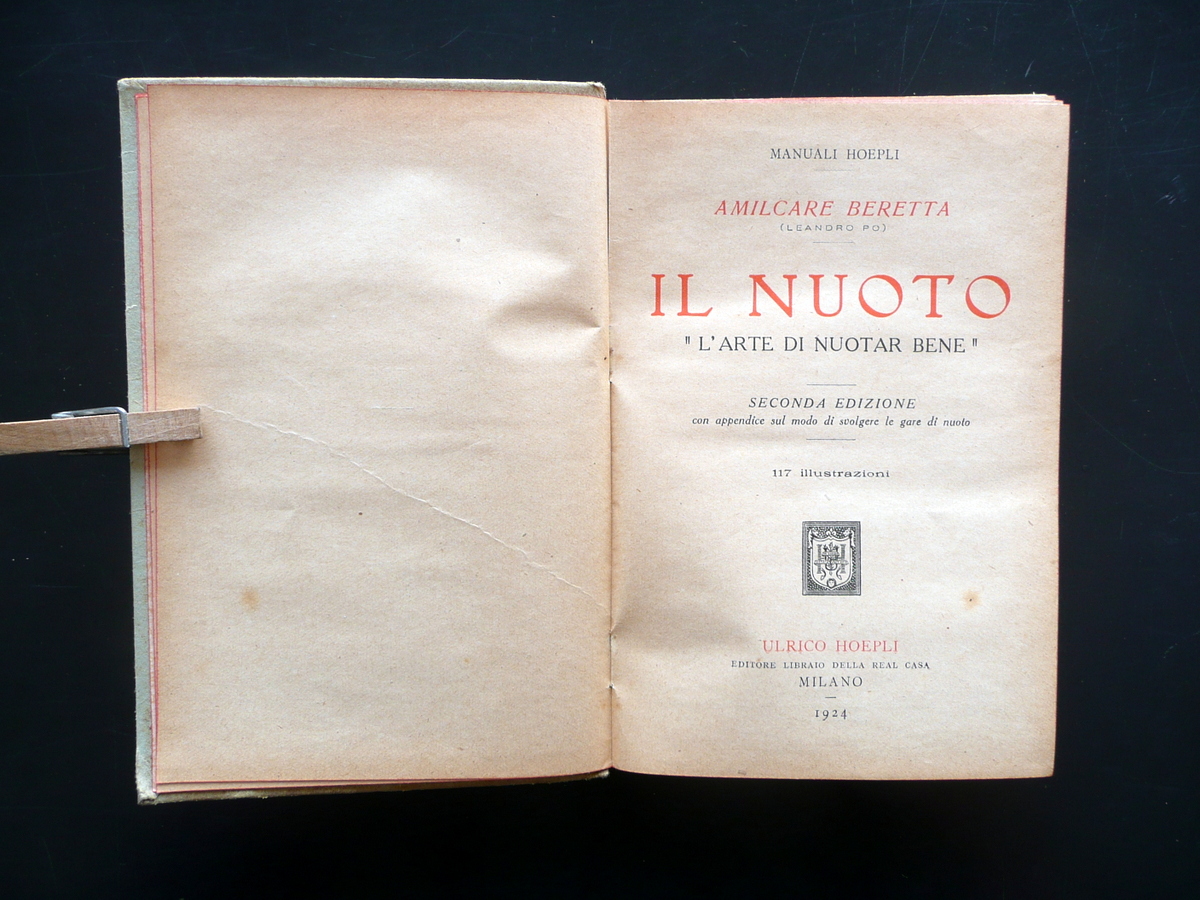 MANUALI HOEPLI
AMILCARE BERETTA
(LEANDRO PO)
IL NUOTO
"L'ARTE DI NUOTAR BENE"
SECONDA EDIZIONE
con appendice sul modo di svolgere le gare di nuoto
117 illustrazioni
ULRICO HOEPLI
EDITORE LIBRAIO DELLA REAL CASA
MILANO
1924